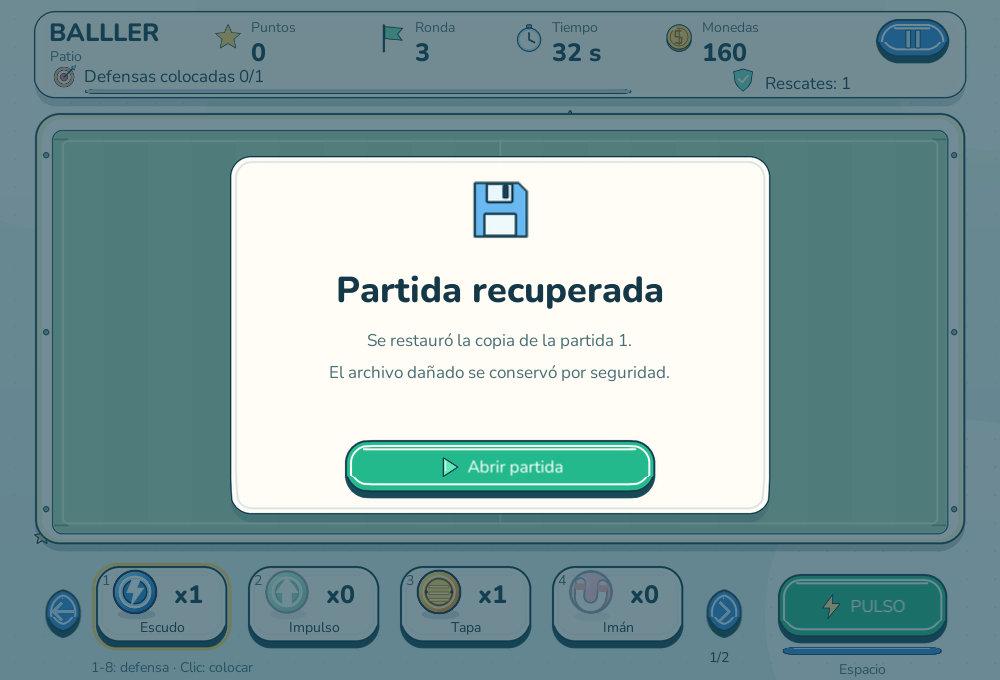 BALLLER
Patio
Puntos
0
Ronda
3
Tiempo
32 s
Monedas
160
Defensas colocadas 0/1
Rescates: 1
Partida recuperada
Se restauró la copia de la partida 1.
El archivo dañado se conservó por seguridad.
Abrir partida
1
x1
Escudo
2
x0
Impulso
3
x1
Tapa
4
x0
Imán
1/2
PULSO
Espacio
1-8: defensa · Clic: colocar